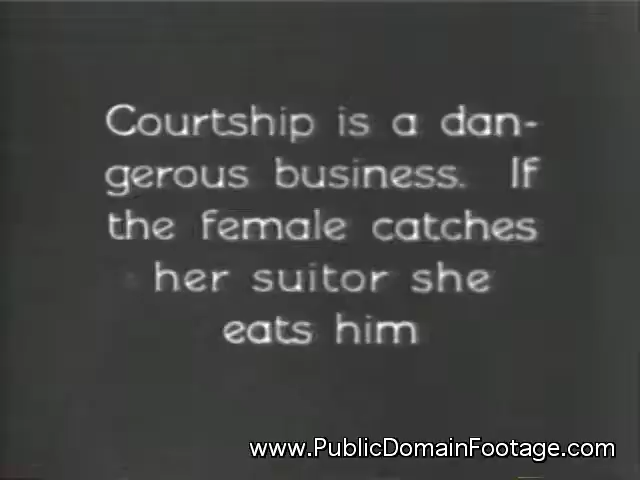 Courtship is a dan-
gerous business. If
the female catches
her suitor she
eats him
www.PublicDomainFootage.com